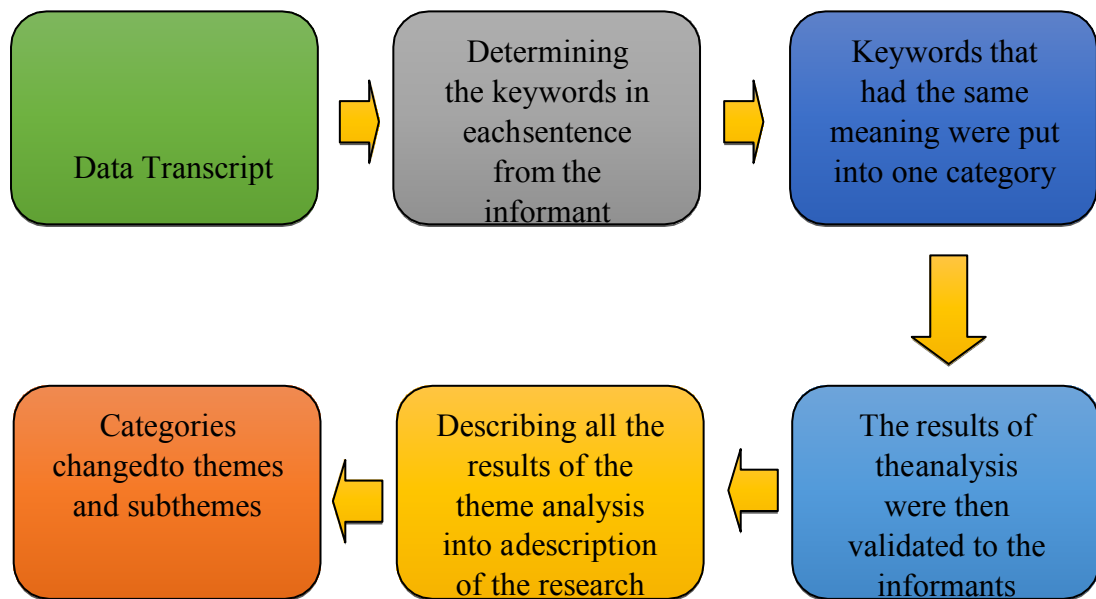 Data Transcript
Determining
the keywords in
eachsentence
from the
informant
Keywords that
had the same
meaning were put
into one category
The results of
theanalysis
were then
validated to the
informants
Describing all the
results of the
theme analysis
into adescription
of the research
Categories
changedto themes
and subthemes